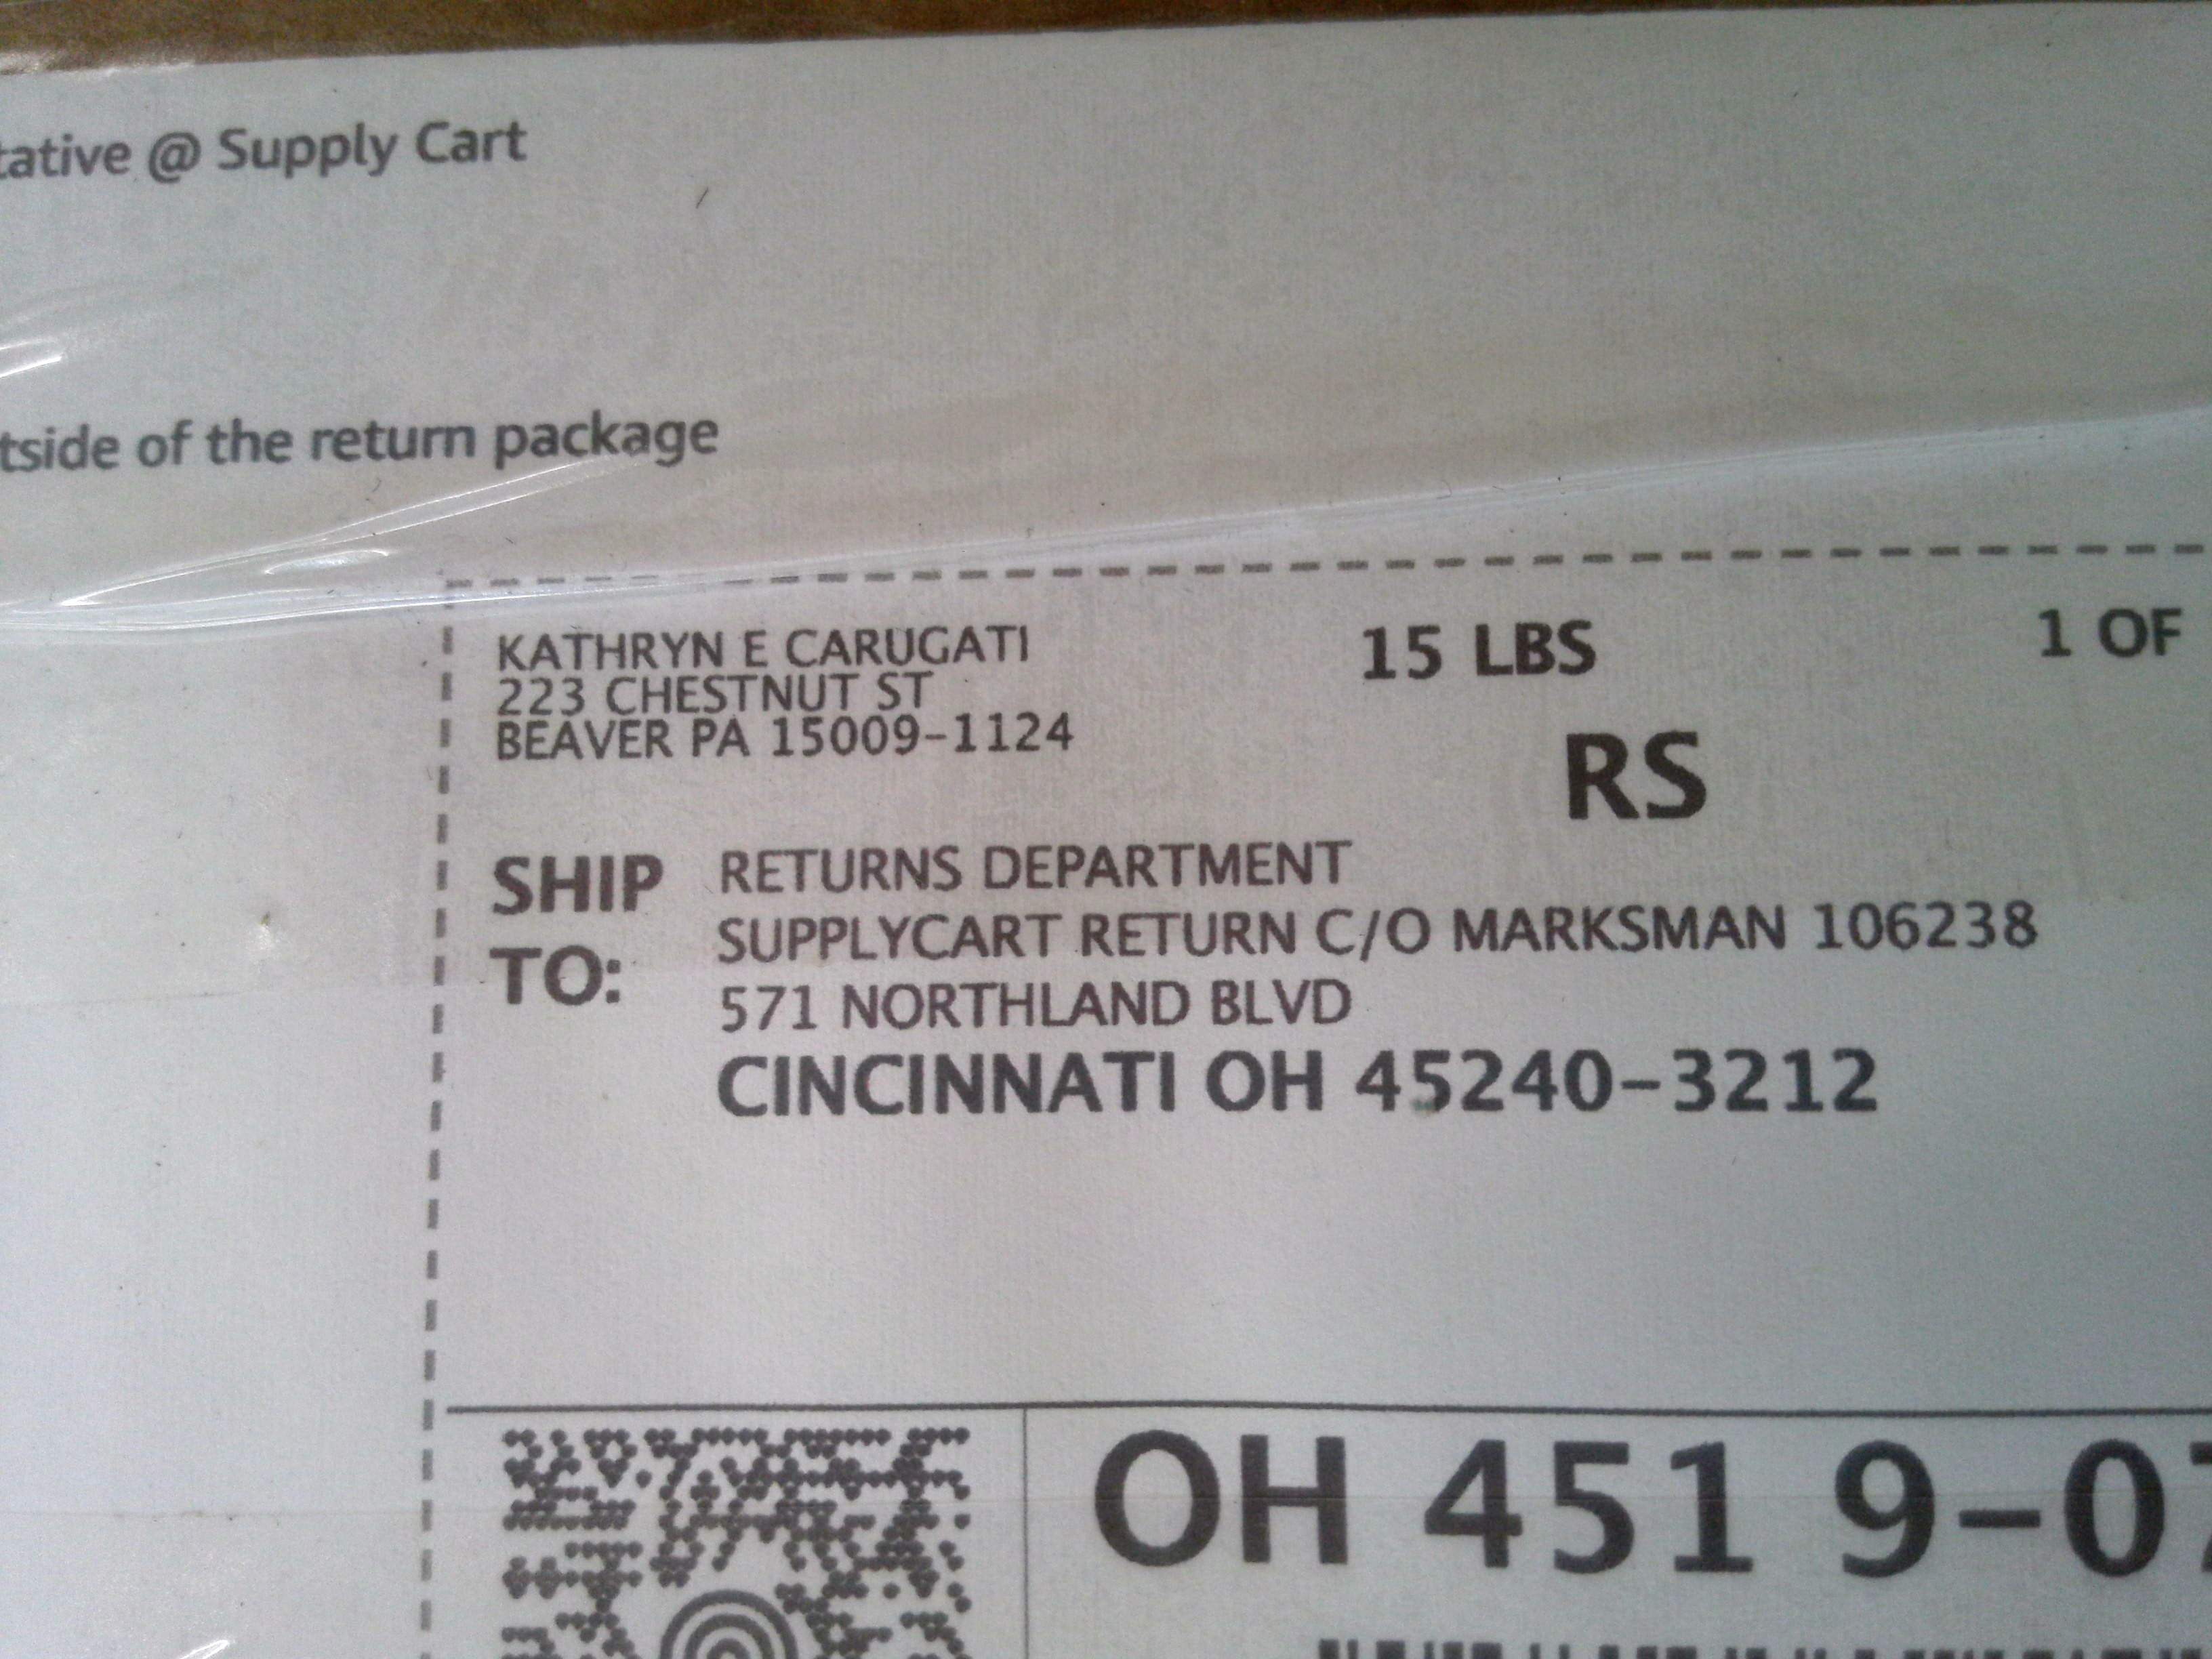 tative @ Supply Cart
tside of the return package
KATHRYN E CARUGATI
223 CHESTNUT ST
BEAVER PA 15009-1124
15 LBS
1 OF
RS
SHIP TO:
RETURNS DEPARTMENT
SUPPLYCART RETURN C/O MARKSMAN 106238
571 NORTHLAND BLVD
CINCINNATI OH 45240-3212
OH 451 9-0